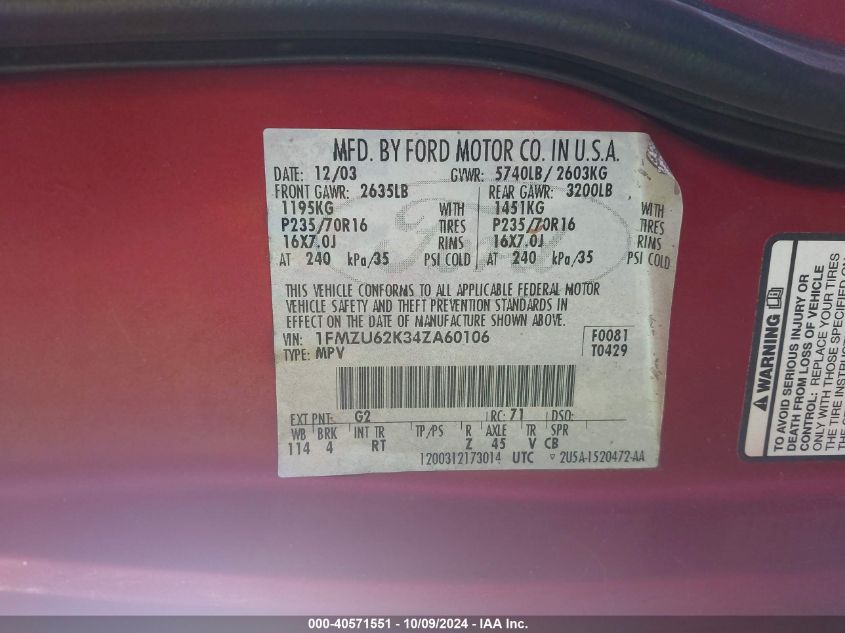 MFD. BY FORD MOTOR CO. IN U.S.A.
DATE: 12/03 GVWR: 5740LB/ 2603KG
FRONT GAWR: 2635LB REAR GAWR: 3200LB
1195KG WITH 1451KG WITH
P235/70R16 TIRES P235/70R16 TIRES
16X7.0J RIMS 16X7.0J RIMS
AT 240 kPa/35 PSI COLD AT 240 kPa/35 PSI COLD
Ford
THIS VEHICLE CONFORMS TO ALL APPLICABLE FEDERAL MOTOR
VEHICLE SAFETY AND THEFT PREVENTION STANDARDS IN
EFFECT ON THE DATE OF MANUFACTURE SHOWN ABOVE.
VIN: 1FMZU62K34ZA60106 F0081
TYPE: MPV T0429
EXT PNT: G2 RC: 71 DSO:
WB BRK INT TR TP/PS R AXLE TR SPR
114 4 RT Z 45 V CB
1200312173014 UTC ▿ 2U5A-1520472-AA
⚠ WARNING
TO AVOID SERIOUS INJURY OR
DEATH FROM LOSS OF VEHICLE
CONTROL: REPLACE YOUR TIRES
ONLY WITH THE SIZE SPECIFIED ON
THE TIRE
000-40571551 - 10/09/2024 - IAA Inc.